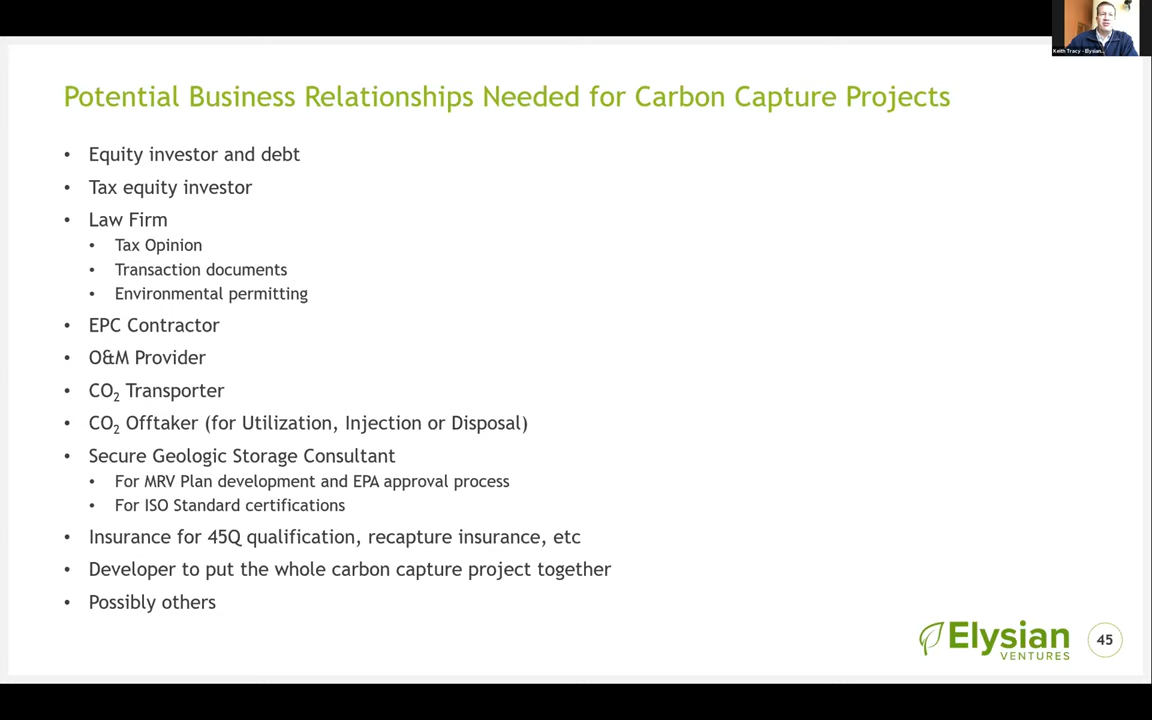 Keith Tracy - Elysian...
Potential Business Relationships Needed for Carbon Capture Projects
• Equity investor and debt
• Tax equity investor
• Law Firm
• Tax Opinion
• Transaction documents
• Environmental permitting
• EPC Contractor
• O&M Provider
• CO₂ Transporter
• CO₂ Offtaker (for Utilization, Injection or Disposal)
• Secure Geologic Storage Consultant
• For MRV Plan development and EPA approval process
• For ISO Standard certifications
• Insurance for 45Q qualification, recapture insurance, etc
• Developer to put the whole carbon capture project together
• Possibly others
Elysian
VENTURES
45